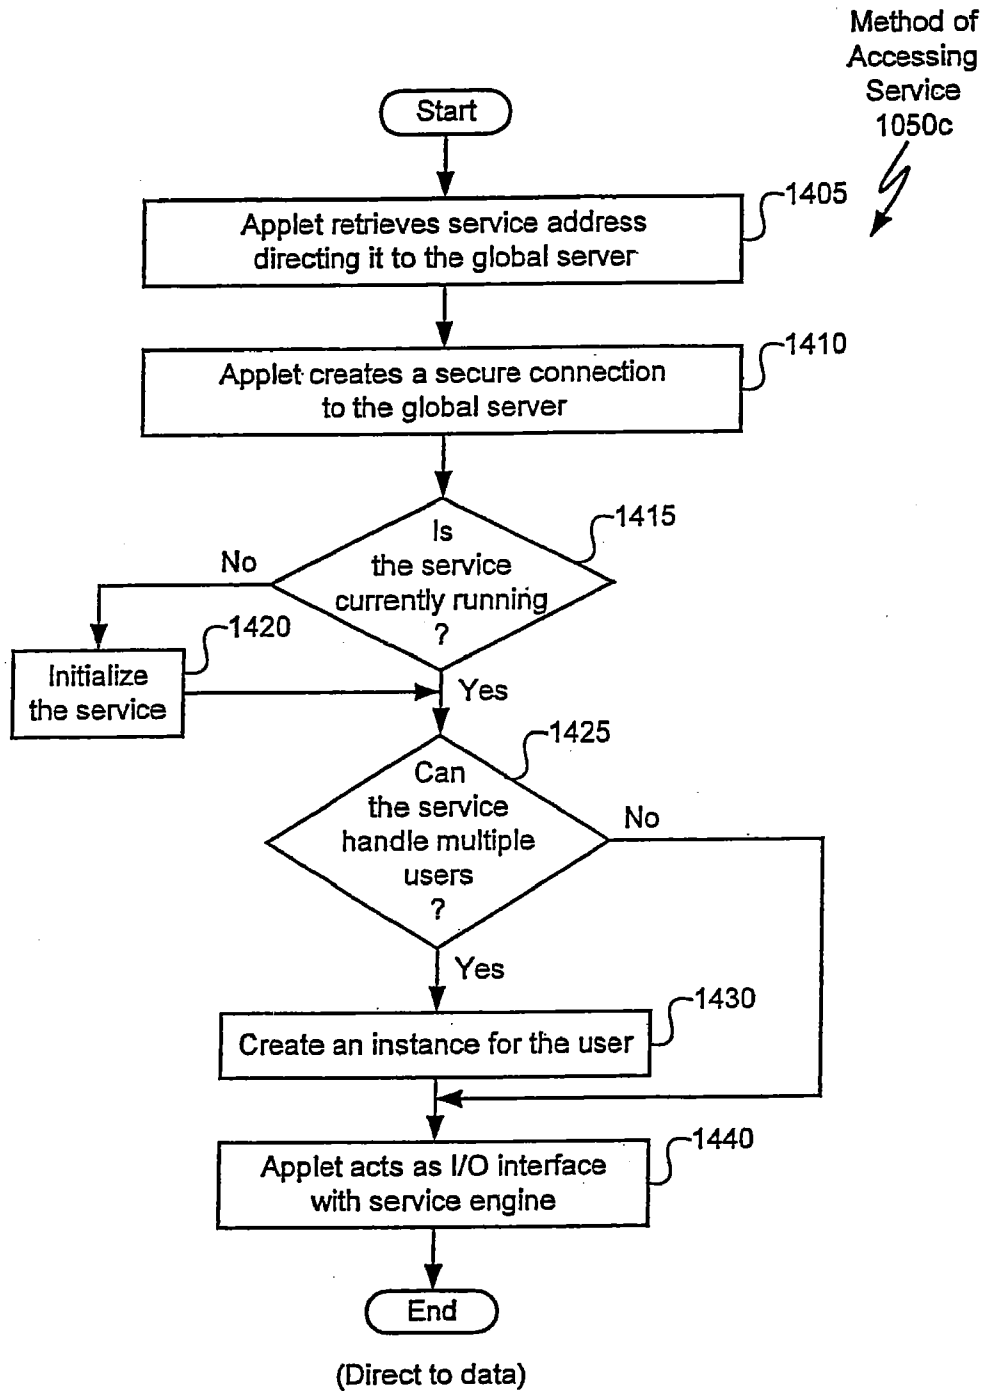 Method of
Accessing
Service
1050c
Start
1405
Applet retrieves service address
directing it to the global server
1410
Applet creates a secure connection
to the global server
1415
Is
the service
currently running
?
No
1420
Initialize
the service
Yes
1425
Can
the service
handle multiple
users
?
No
Yes
1430
Create an instance for the user
1440
Applet acts as I/O interface
with service engine
End
(Direct to data)